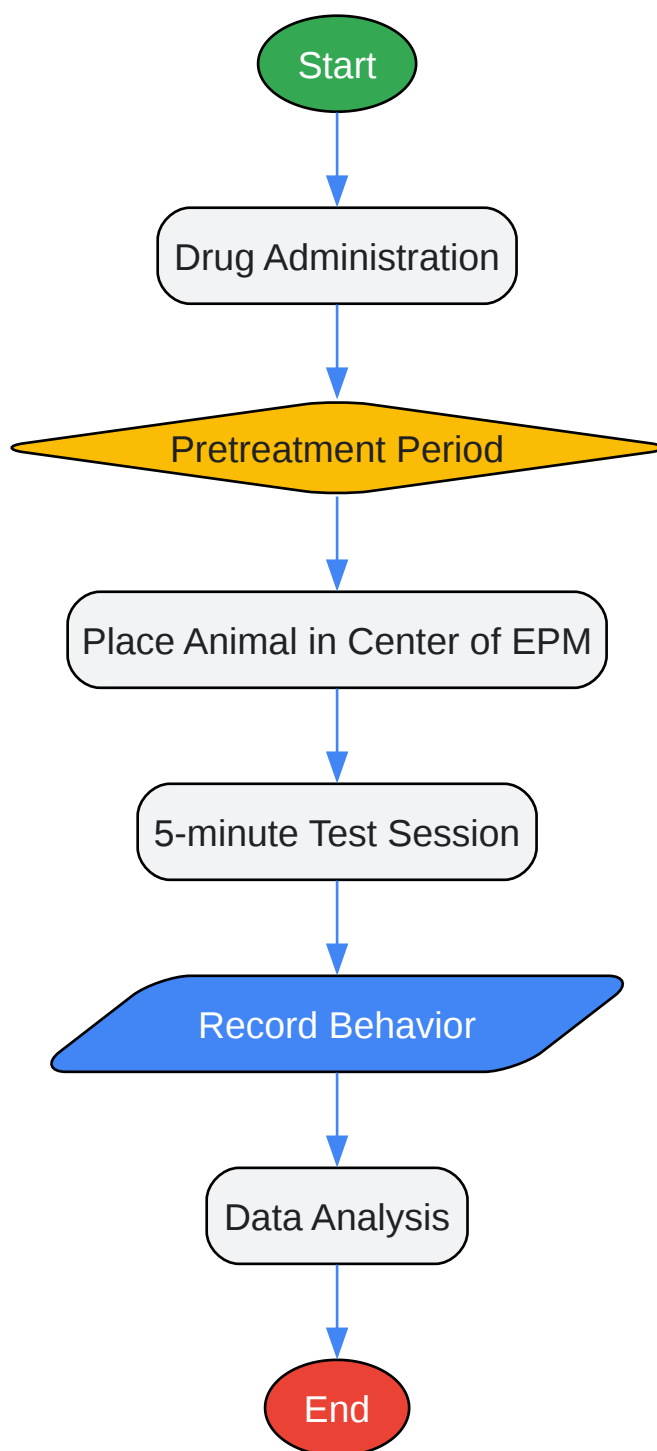 Start
Drug Administration
Pretreatment Period
Place Animal in Center of EPM
5-minute Test Session
Record Behavior
Data Analysis
End